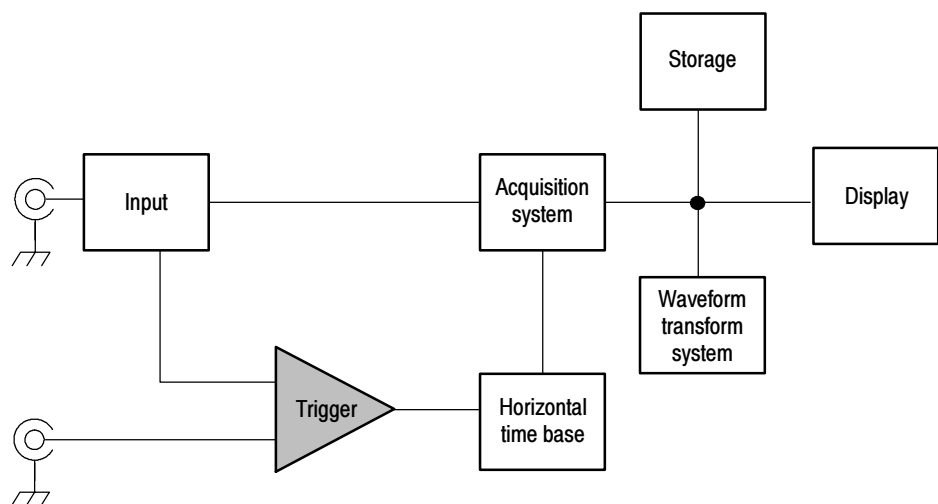 Storage
Input
Acquisition
system
Display
Waveform
transform
system
Trigger
Horizontal
time base